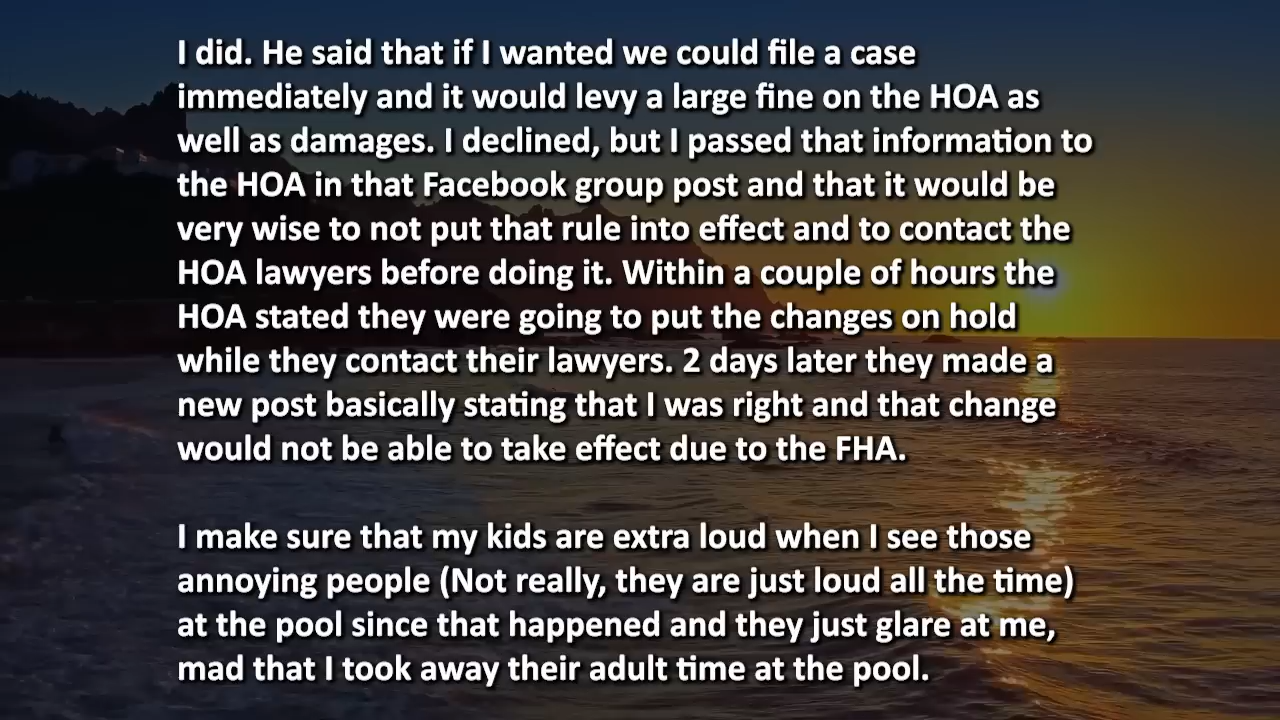 I did. He said that if I wanted we could file a case
immediately and it would levy a large fine on the HOA as
well as damages. I declined, but I passed that information to
the HOA in that Facebook group post and that it would be
very wise to not put that rule into effect and to contact the
HOA lawyers before doing it. Within a couple of hours the
HOA stated they were going to put the changes on hold
while they contact their lawyers. 2 days later they made a
new post basically stating that I was right and that change
would not be able to take effect due to the FHA.
I make sure that my kids are extra loud when I see those
annoying people (Not really, they are just loud all the time)
at the pool since that happened and they just glare at me,
mad that I took away their adult time at the pool.